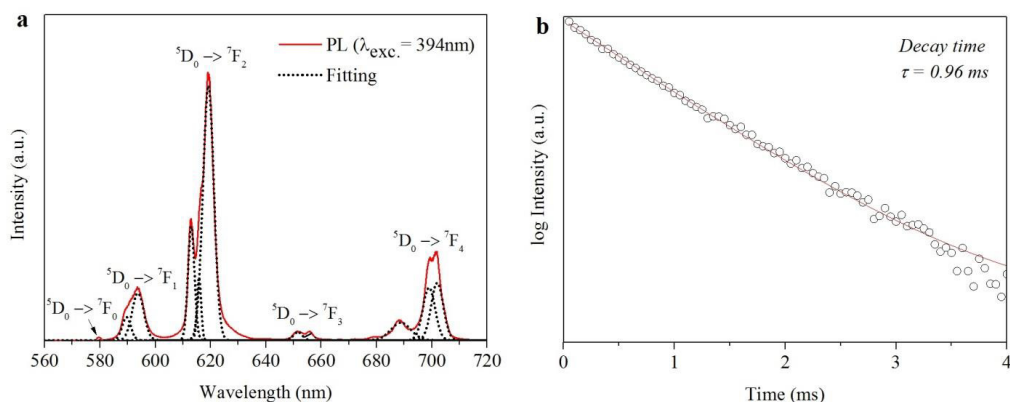 a
⁵D₀ –> ⁷F₂
PL (λexc.= 394nm)
Fitting
⁵D₀ –> ⁷F₄
⁵D₀ –> ⁷F₁
⁵D₀ –> ⁷F₀
⁵D₀ –> ⁷F₃
Intensity (a.u.)
560 580 600 620 640 660 680 700 720
Wavelength (nm)
b
Decay time
τ = 0.96 ms
log Intensity (a.u.)
0 1 2 3 4
Time (ms)